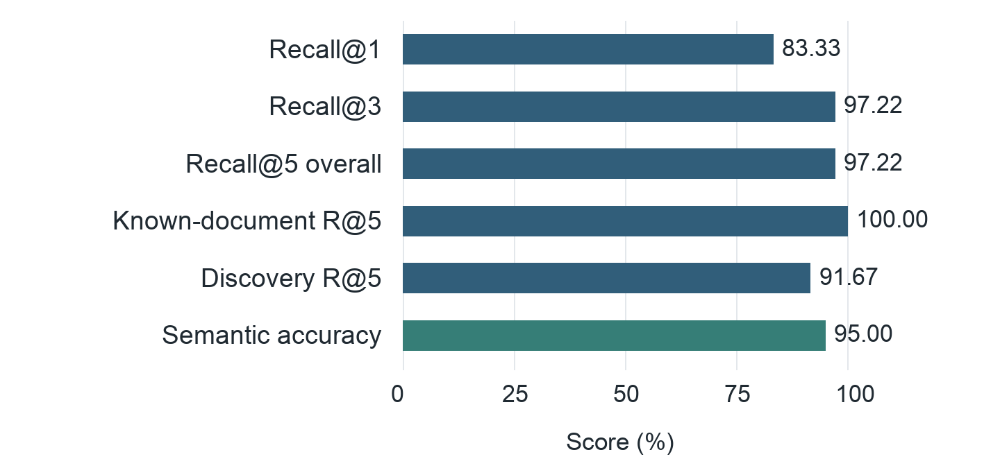 Recall@1 83.33
Recall@3 97.22
Recall@5 overall 97.22
Known-document R@5 100.00
Discovery R@5 91.67
Semantic accuracy 95.00
0 25 50 75 100
Score (%)